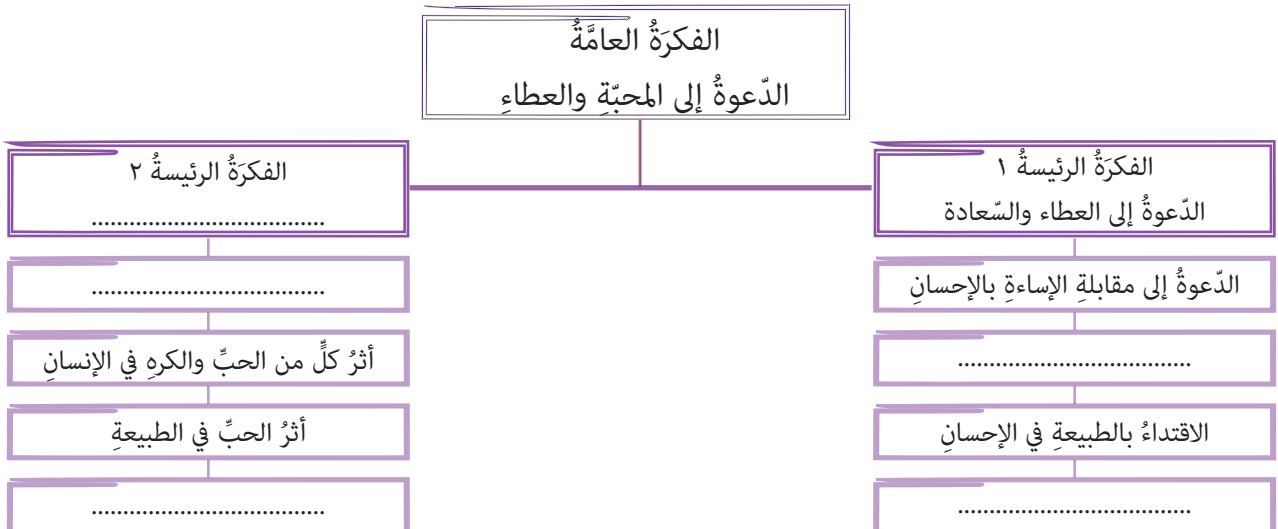 الفكرَةُ العامَّةُ
الدّعوةُ إلى المحبّةِ والعطاءِ
الفكرَةُ الرئيسةُ ١
الدّعوةُ إلى العطاء والسّعادة
الدّعوةُ إلى مقابلةِ الإساءةِ بالإحسانِ
.....................................
الاقتداءُ بالطبيعةِ في الإحسانِ
.....................................
الفكرَةُ الرئيسةُ ٢
.....................................
.....................................
أثرُ كلٍّ من الحبِّ والكرهِ في الإنسانِ
أثرُ الحبِّ في الطبيعةِ
.....................................